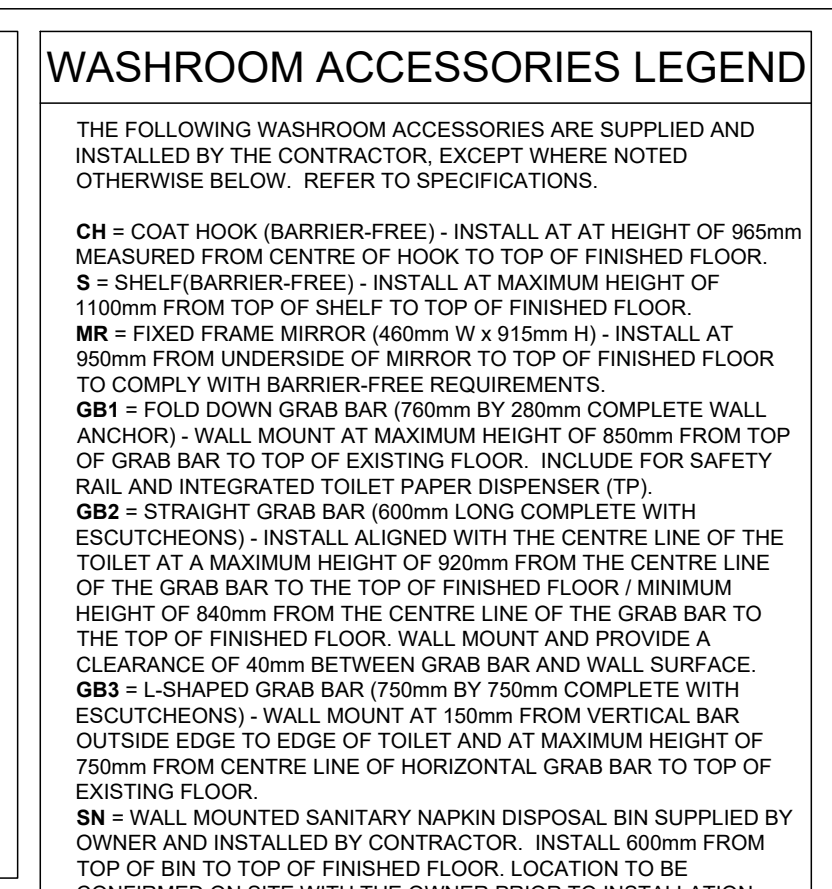 WASHROOM ACCESSORIES LEGEND
THE FOLLOWING WASHROOM ACCESSORIES ARE SUPPLIED AND
INSTALLED BY THE CONTRACTOR, EXCEPT WHERE NOTED
OTHERWISE BELOW. REFER TO SPECIFICATIONS.
CH = COAT HOOK (BARRIER-FREE) - INSTALL AT AT HEIGHT OF 965mm
MEASURED FROM CENTRE OF HOOK TO TOP OF FINISHED FLOOR.
S = SHELF(BARRIER-FREE) - INSTALL AT MAXIMUM HEIGHT OF
1100mm FROM TOP OF SHELF TO TOP OF FINISHED FLOOR.
MR = FIXED FRAME MIRROR (460mm W x 915mm H) - INSTALL AT
950mm FROM UNDERSIDE OF MIRROR TO TOP OF FINISHED FLOOR
TO COMPLY WITH BARRIER-FREE REQUIREMENTS.
GB1 = FOLD DOWN GRAB BAR (760mm BY 280mm COMPLETE WALL
ANCHOR) - WALL MOUNT AT MAXIMUM HEIGHT OF 850mm FROM TOP
OF GRAB BAR TO TOP OF EXISTING FLOOR. INCLUDE FOR SAFETY
RAIL AND INTEGRATED TOILET PAPER DISPENSER (TP).
GB2 = STRAIGHT GRAB BAR (600mm LONG COMPLETE WITH
ESCUTCHEONS) - INSTALL ALIGNED WITH THE CENTRE LINE OF THE
TOILET AT A MAXIMUM HEIGHT OF 920mm FROM THE CENTRE LINE
OF THE GRAB BAR TO THE TOP OF FINISHED FLOOR / MINIMUM
HEIGHT OF 840mm FROM THE CENTRE LINE OF THE GRAB BAR TO
THE TOP OF FINISHED FLOOR. WALL MOUNT AND PROVIDE A
CLEARANCE OF 40mm BETWEEN GRAB BAR AND WALL SURFACE.
GB3 = L-SHAPED GRAB BAR (750mm BY 750mm COMPLETE WITH
ESCUTCHEONS) - WALL MOUNT AT 150mm FROM VERTICAL BAR
OUTSIDE EDGE TO EDGE OF TOILET AND AT MAXIMUM HEIGHT OF
750mm FROM CENTRE LINE OF HORIZONTAL GRAB BAR TO TOP OF
EXISTING FLOOR.
SN = WALL MOUNTED SANITARY NAPKIN DISPOSAL BIN SUPPLIED BY
OWNER AND INSTALLED BY CONTRACTOR. INSTALL 600mm FROM
TOP OF BIN TO TOP OF FINISHED FLOOR. LOCATION TO BE
CONFIRMED ON SITE WITH THE OWNER PRIOR TO INSTALLATION